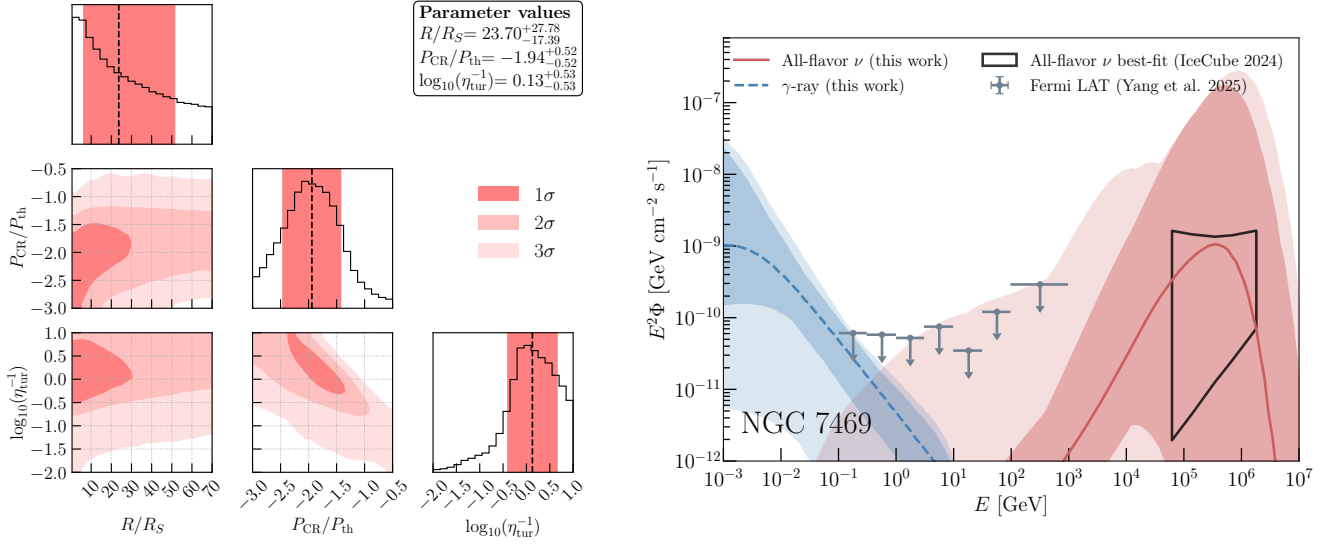 Parameter values
R/R_S = 23.70^{+27.78}_{-17.39}
P_CR/P_th = −1.94^{+0.52}_{-0.52}
log₁₀(η_tur^{-1}) = 0.13^{+0.53}_{-0.53}
1σ
2σ
3σ
P_CR/P_th
−0.5
−1.0
−1.5
−2.0
−2.5
−3.0
log₁₀(η_tur^{-1})
1.0
0.5
0.0
−0.5
−1.0
−1.5
−2.0
10 20 30 40 50 60 70
R/R_S
−3.0 −2.5 −2.0 −1.5 −1.0 −0.5
P_CR/P_th
−2.0 −1.5 −1.0 −0.5 0.0 0.5 1.0
log₁₀(η_tur^{-1})
All-flavor ν (this work)
γ-ray (this work)
All-flavor ν best-fit (IceCube 2024)
Fermi LAT (Yang et al. 2025)
E²Φ [GeV cm⁻² s⁻¹]
10⁻⁷
10⁻⁸
10⁻⁹
10⁻¹⁰
10⁻¹¹
10⁻¹²
NGC 7469
10⁻³ 10⁻² 10⁻¹ 10⁰ 10¹ 10² 10³ 10⁴ 10⁵ 10⁶ 10⁷
E [GeV]